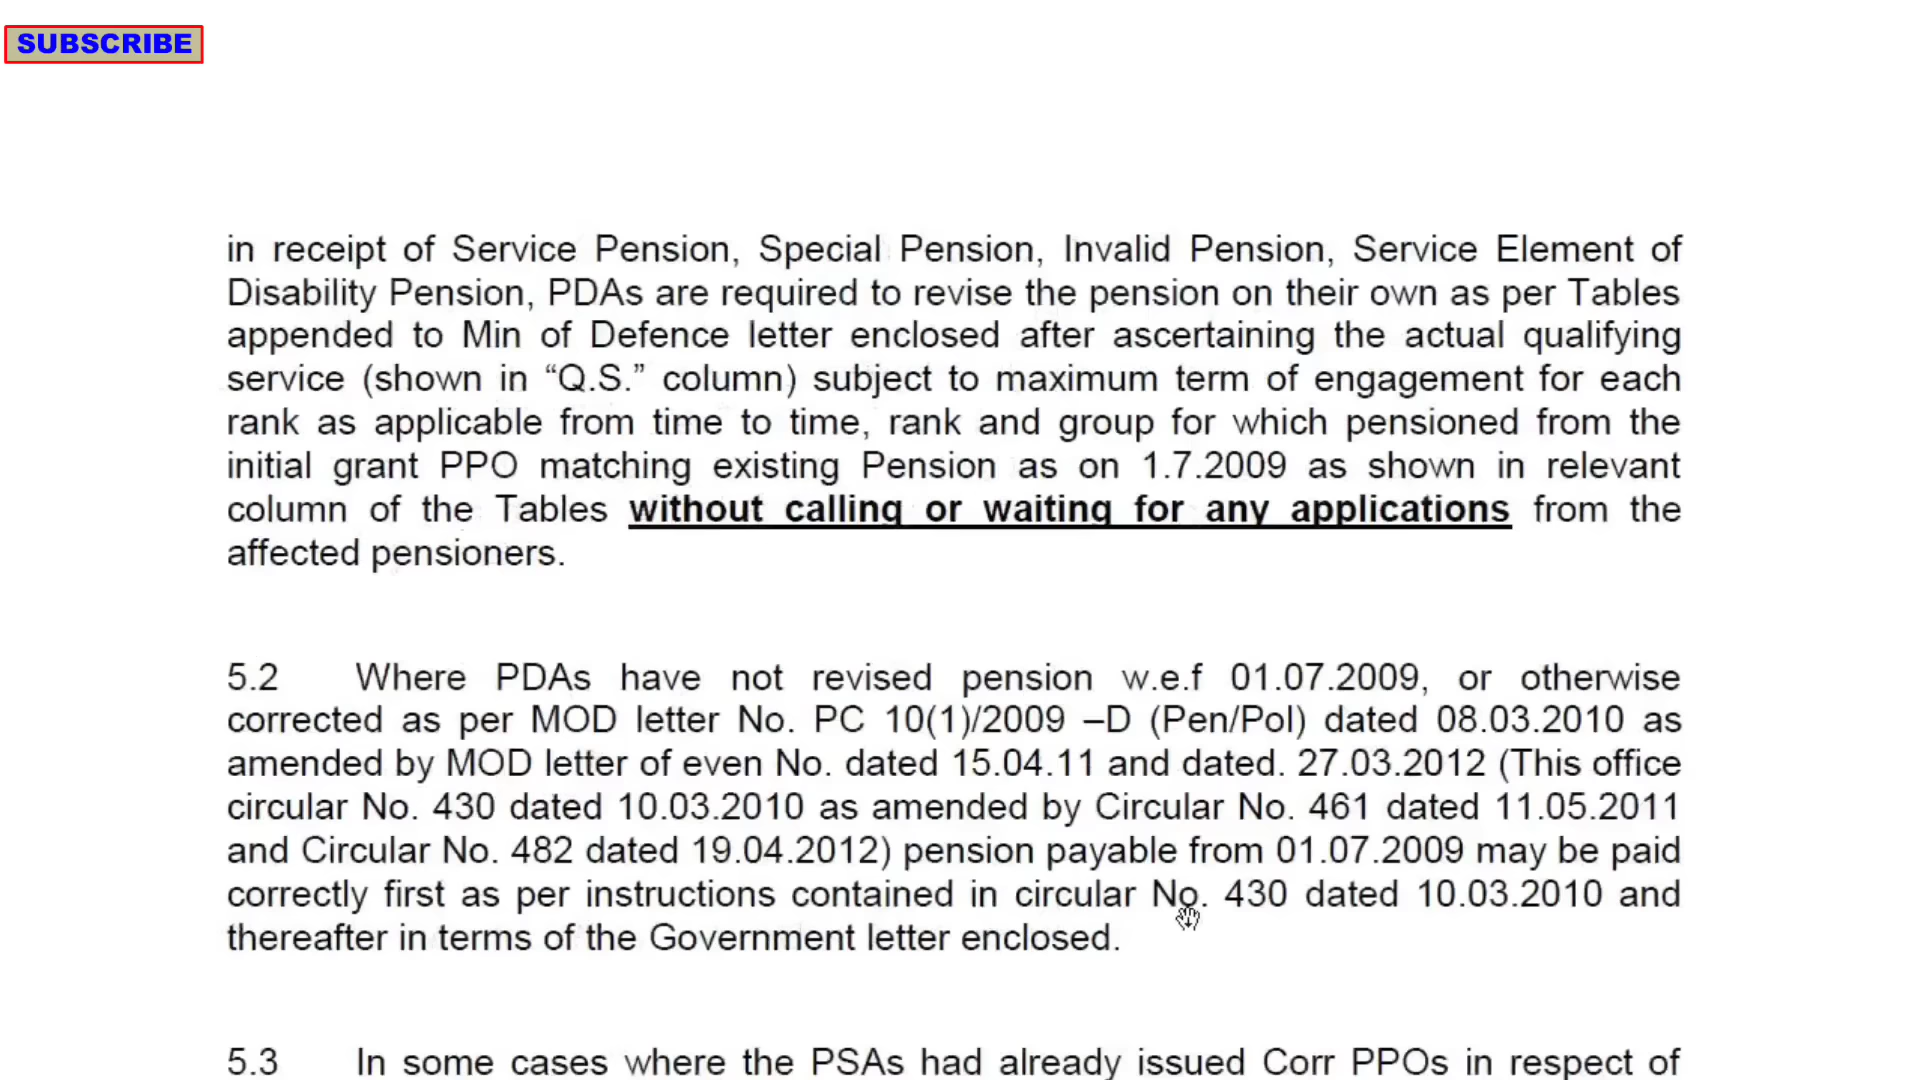 SUBSCRIBE
in receipt of Service Pension, Special Pension, Invalid Pension, Service Element of
Disability Pension, PDAs are required to revise the pension on their own as per Tables
appended to Min of Defence letter enclosed after ascertaining the actual qualifying
service (shown in “Q.S.” column) subject to maximum term of engagement for each
rank as applicable from time to time, rank and group for which pensioned from the
initial grant PPO matching existing Pension as on 1.7.2009 as shown in relevant
column of the Tables without calling or waiting for any applications from the
affected pensioners.
5.2 Where PDAs have not revised pension w.e.f 01.07.2009, or otherwise
corrected as per MOD letter No. PC 10(1)/2009 –D (Pen/Pol) dated 08.03.2010 as
amended by MOD letter of even No. dated 15.04.11 and dated. 27.03.2012 (This office
circular No. 430 dated 10.03.2010 as amended by Circular No. 461 dated 11.05.2011
and Circular No. 482 dated 19.04.2012) pension payable from 01.07.2009 may be paid
correctly first as per instructions contained in circular No. 430 dated 10.03.2010 and
thereafter in terms of the Government letter enclosed.
5.3 In some cases where the PSAs had already issued Corr PPOs in respect of